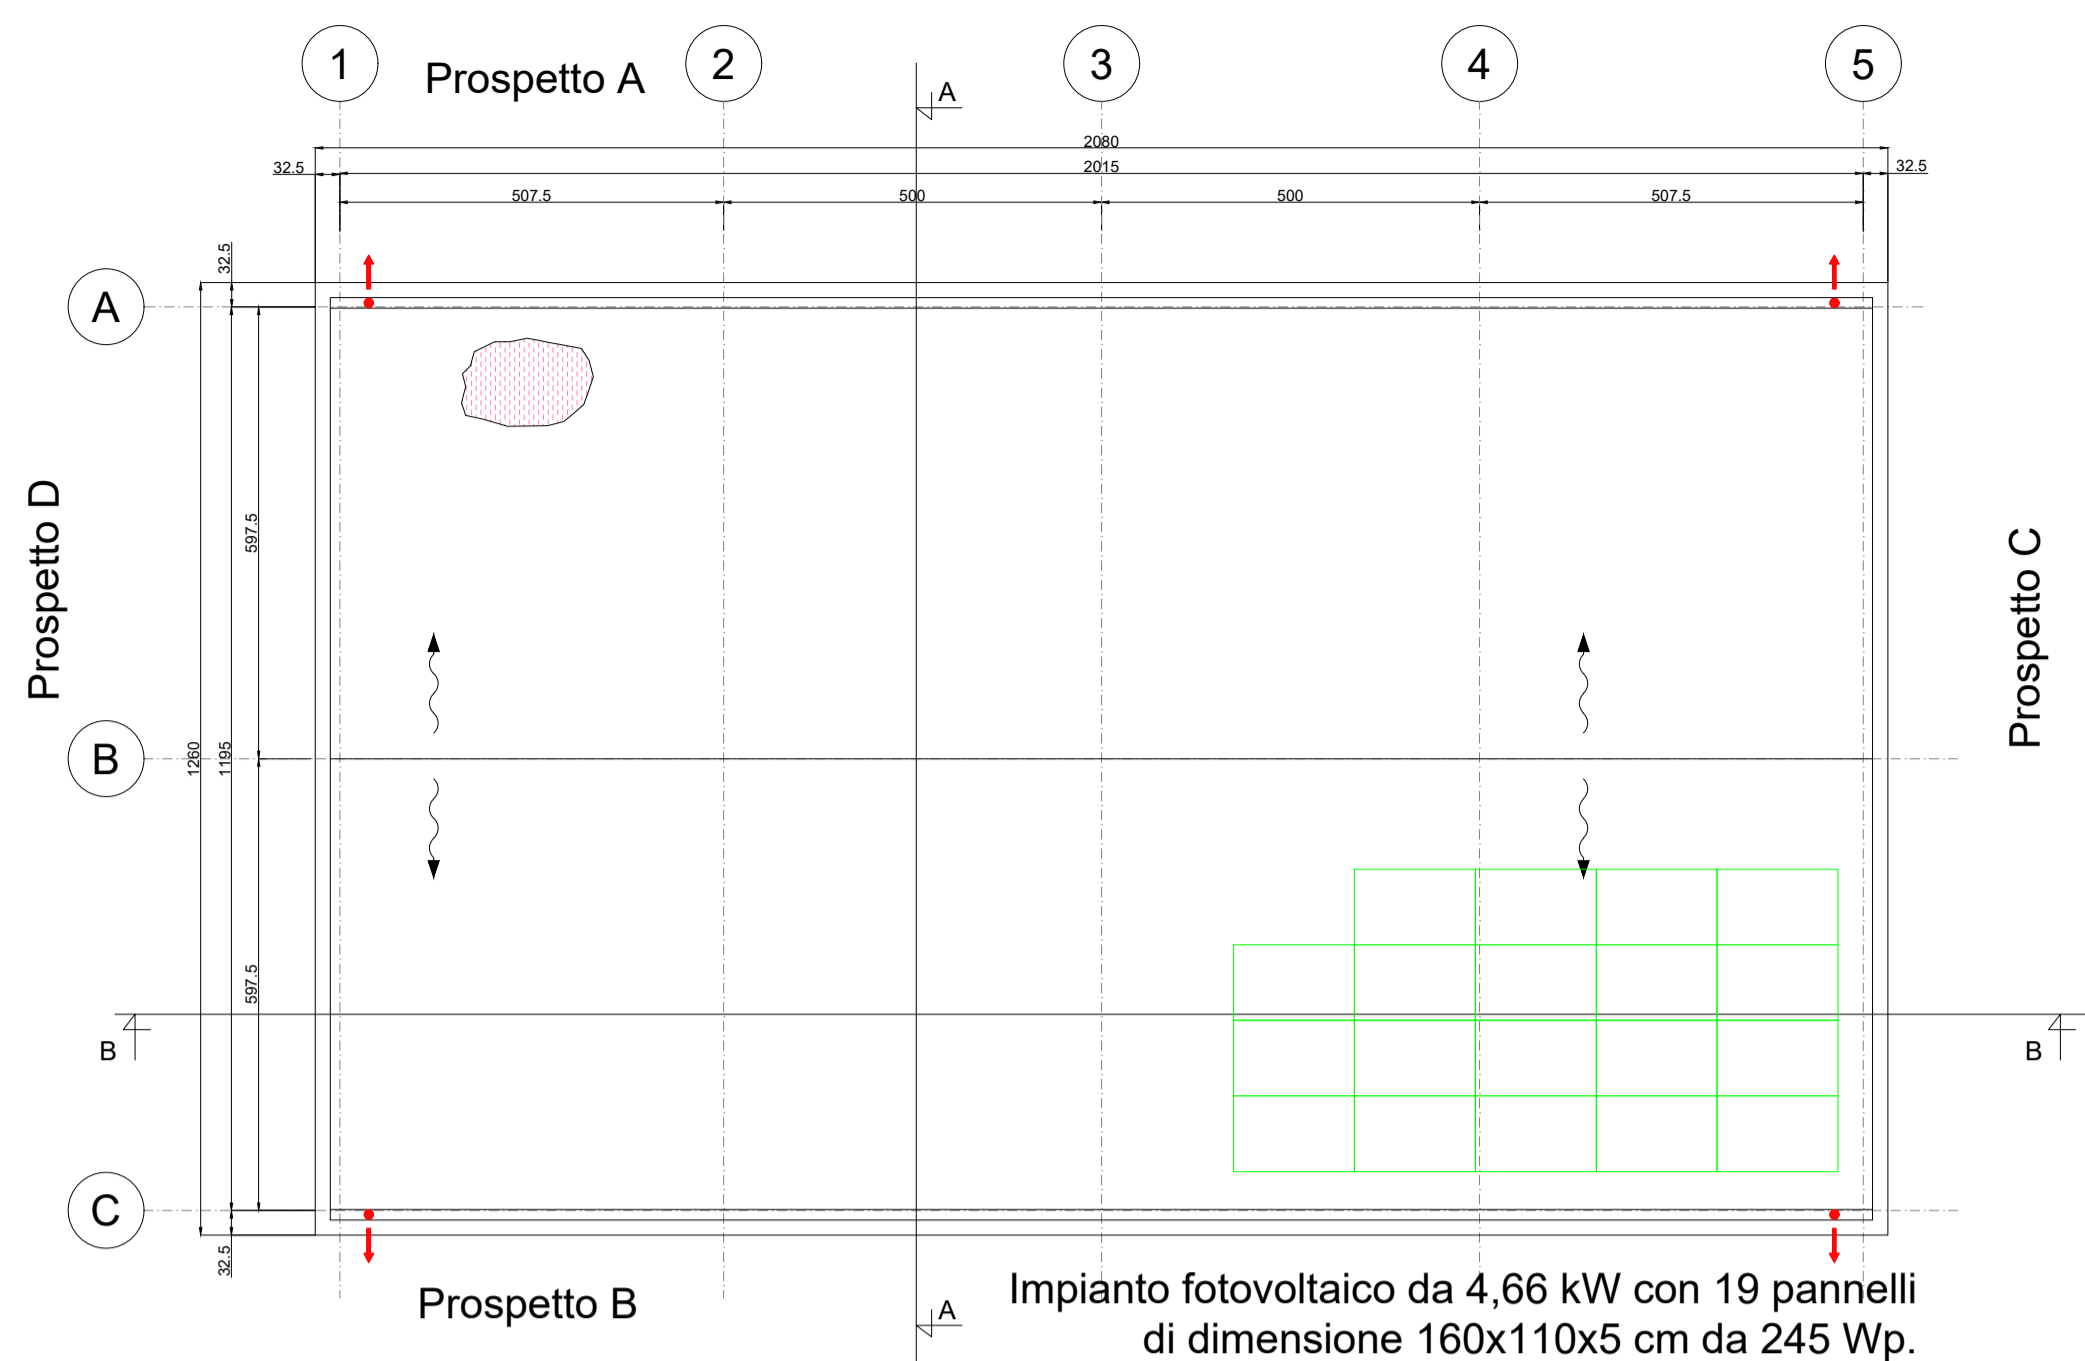 1
2
3
4
5
Prospetto A
A
2080
32.5
2015
32.5
507.5
500
500
507.5
32.5
A
597.5
Prospetto D
Prospetto C
B
1260
1195
597.5
B
B
C
32.5
Prospetto B
A
Impianto fotovoltaico da 4,66 kW con 19 pannelli
di dimensione 160x110x5 cm da 245 Wp.